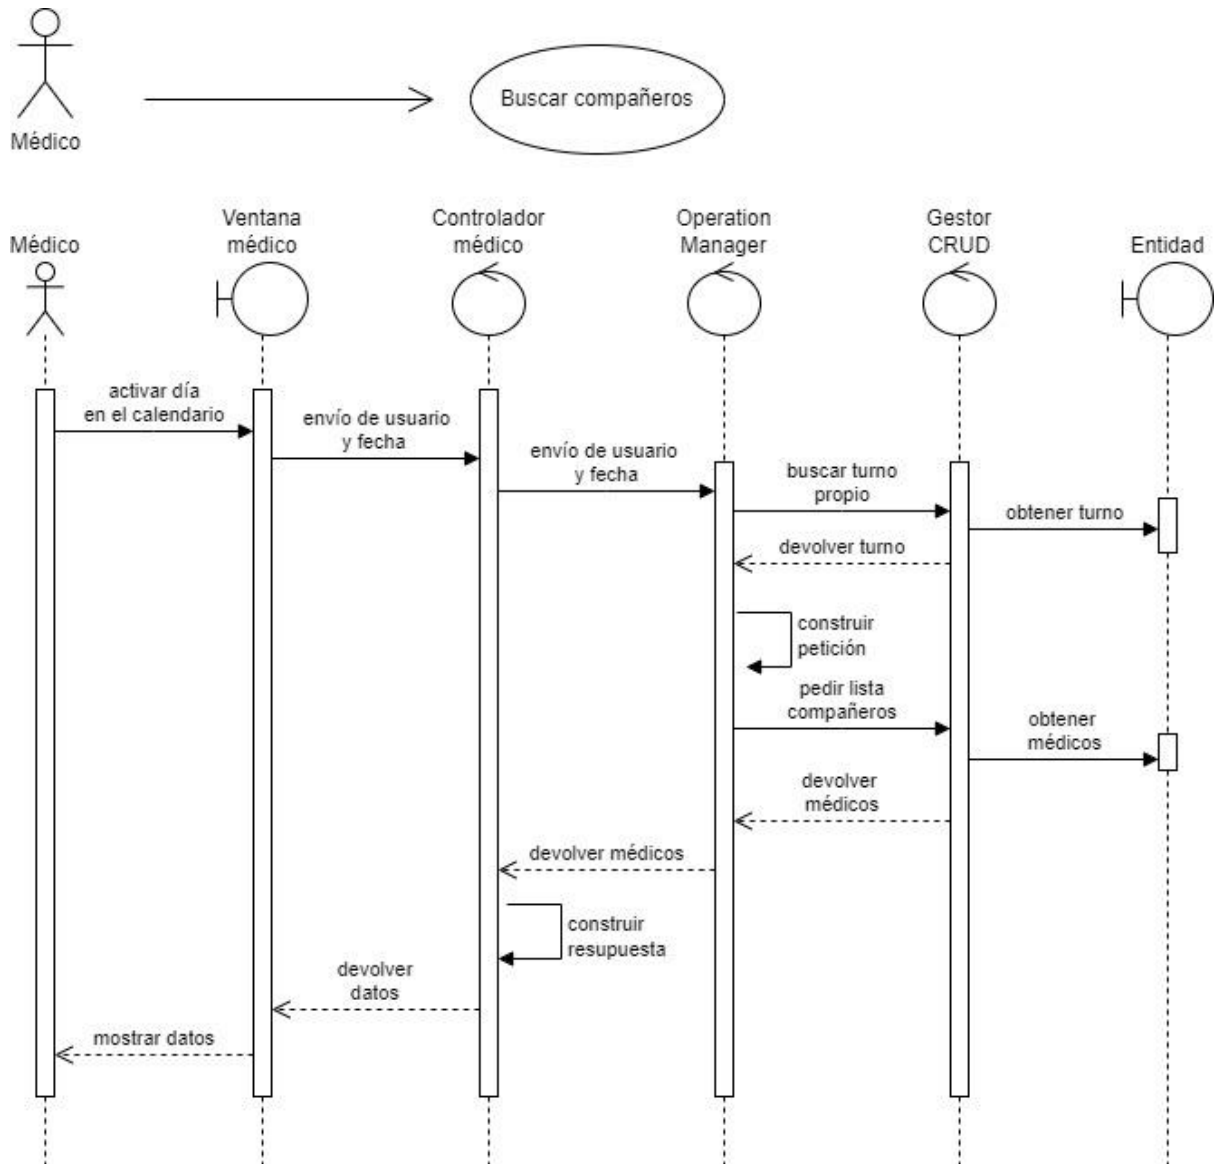 Buscar compañeros
Médico
Médico
Ventana
médico
Controlador
médico
Operation
Manager
Gestor
CRUD
Entidad
activar día
en el calendario
envío de usuario
y fecha
envío de usuario
y fecha
buscar turno
propio
obtener turno
devolver turno
construir
petición
pedir lista
compañeros
obtener
médicos
devolver
médicos
devolver médicos
construir
resupuesta
devolver
datos
mostrar datos